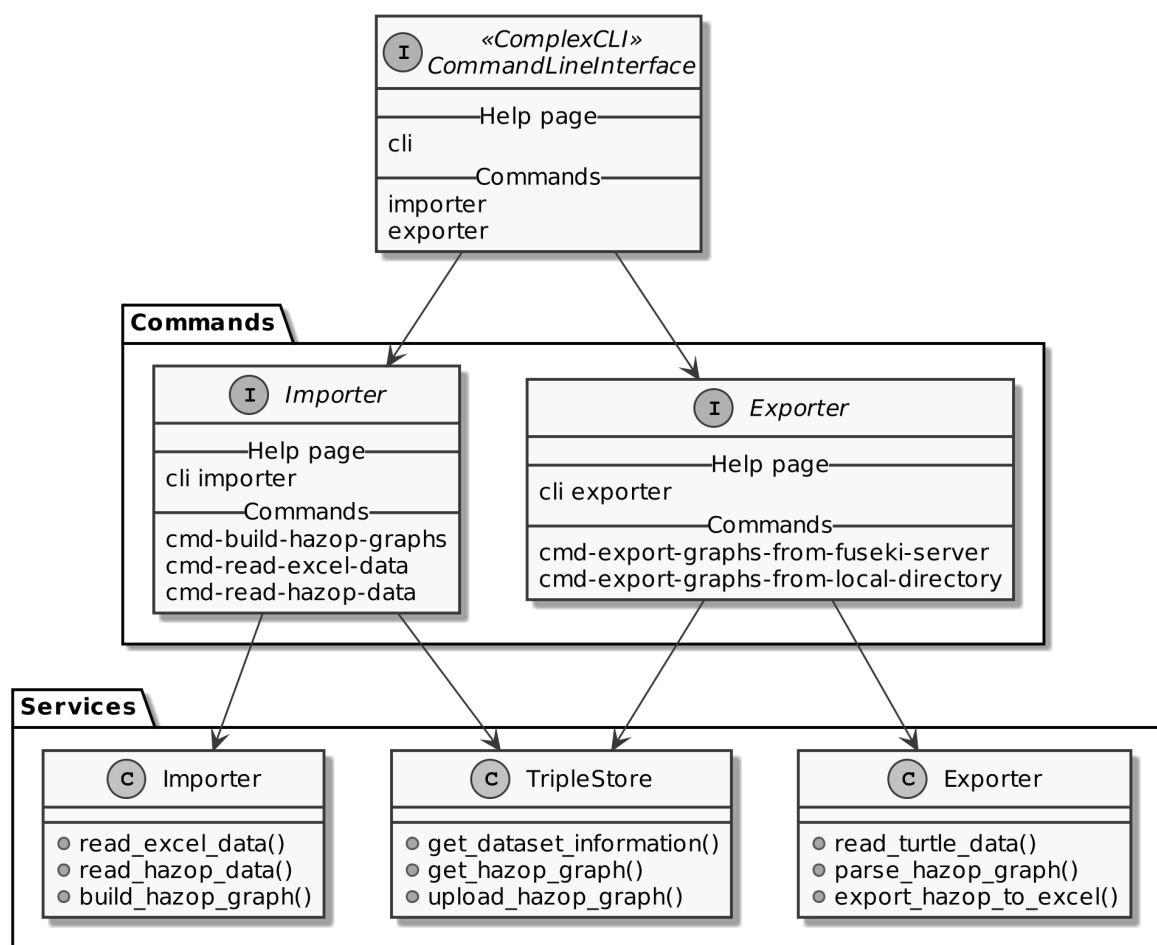 I
«ComplexCLI»
CommandLineInterface
Help page
cli
Commands
importer
exporter
Commands
I Importer
Help page
cli importer
Commands
cmd-build-hazop-graphs
cmd-read-excel-data
cmd-read-hazop-data
I Exporter
Help page
cli exporter
Commands
cmd-export-graphs-from-fuseki-server
cmd-export-graphs-from-local-directory
Services
C Importer
read_excel_data()
read_hazop_data()
build_hazop_graph()
C TripleStore
get_dataset_information()
get_hazop_graph()
upload_hazop_graph()
C Exporter
read_turtle_data()
parse_hazop_graph()
export_hazop_to_excel()